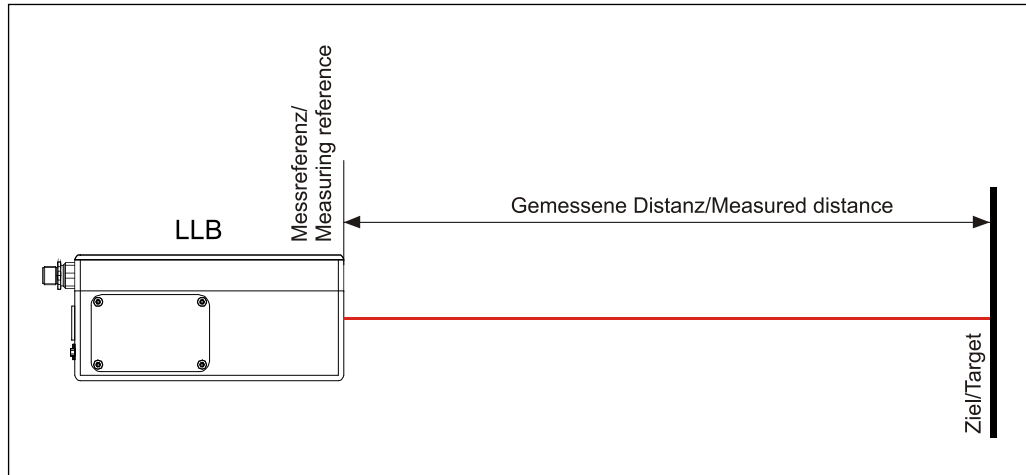 LLB
Messreferenz/
Measuring reference
Gemessene Distanz/Measured distance
Ziel/Target